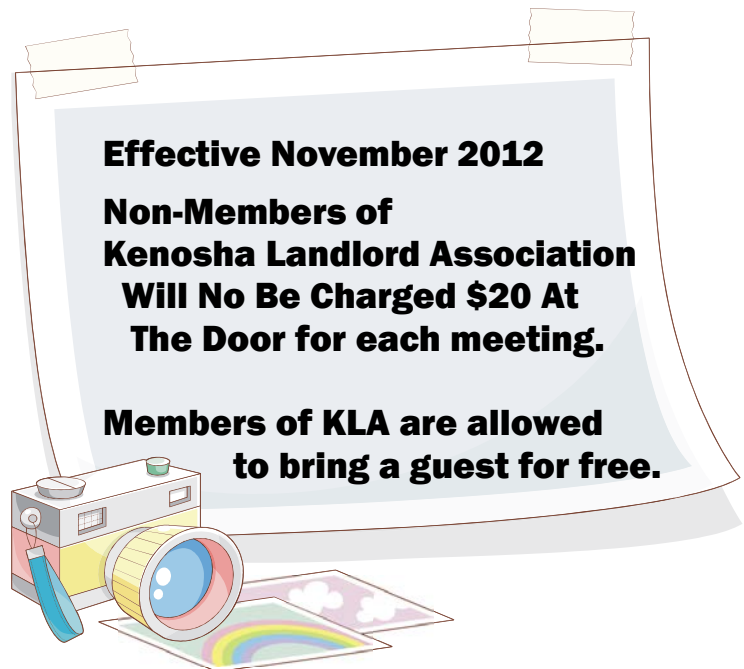 Effective November 2012
Non-Members of
Kenosha Landlord Association
Will No Be Charged $20 At
The Door for each meeting.
Members of KLA are allowed
to bring a guest for free.